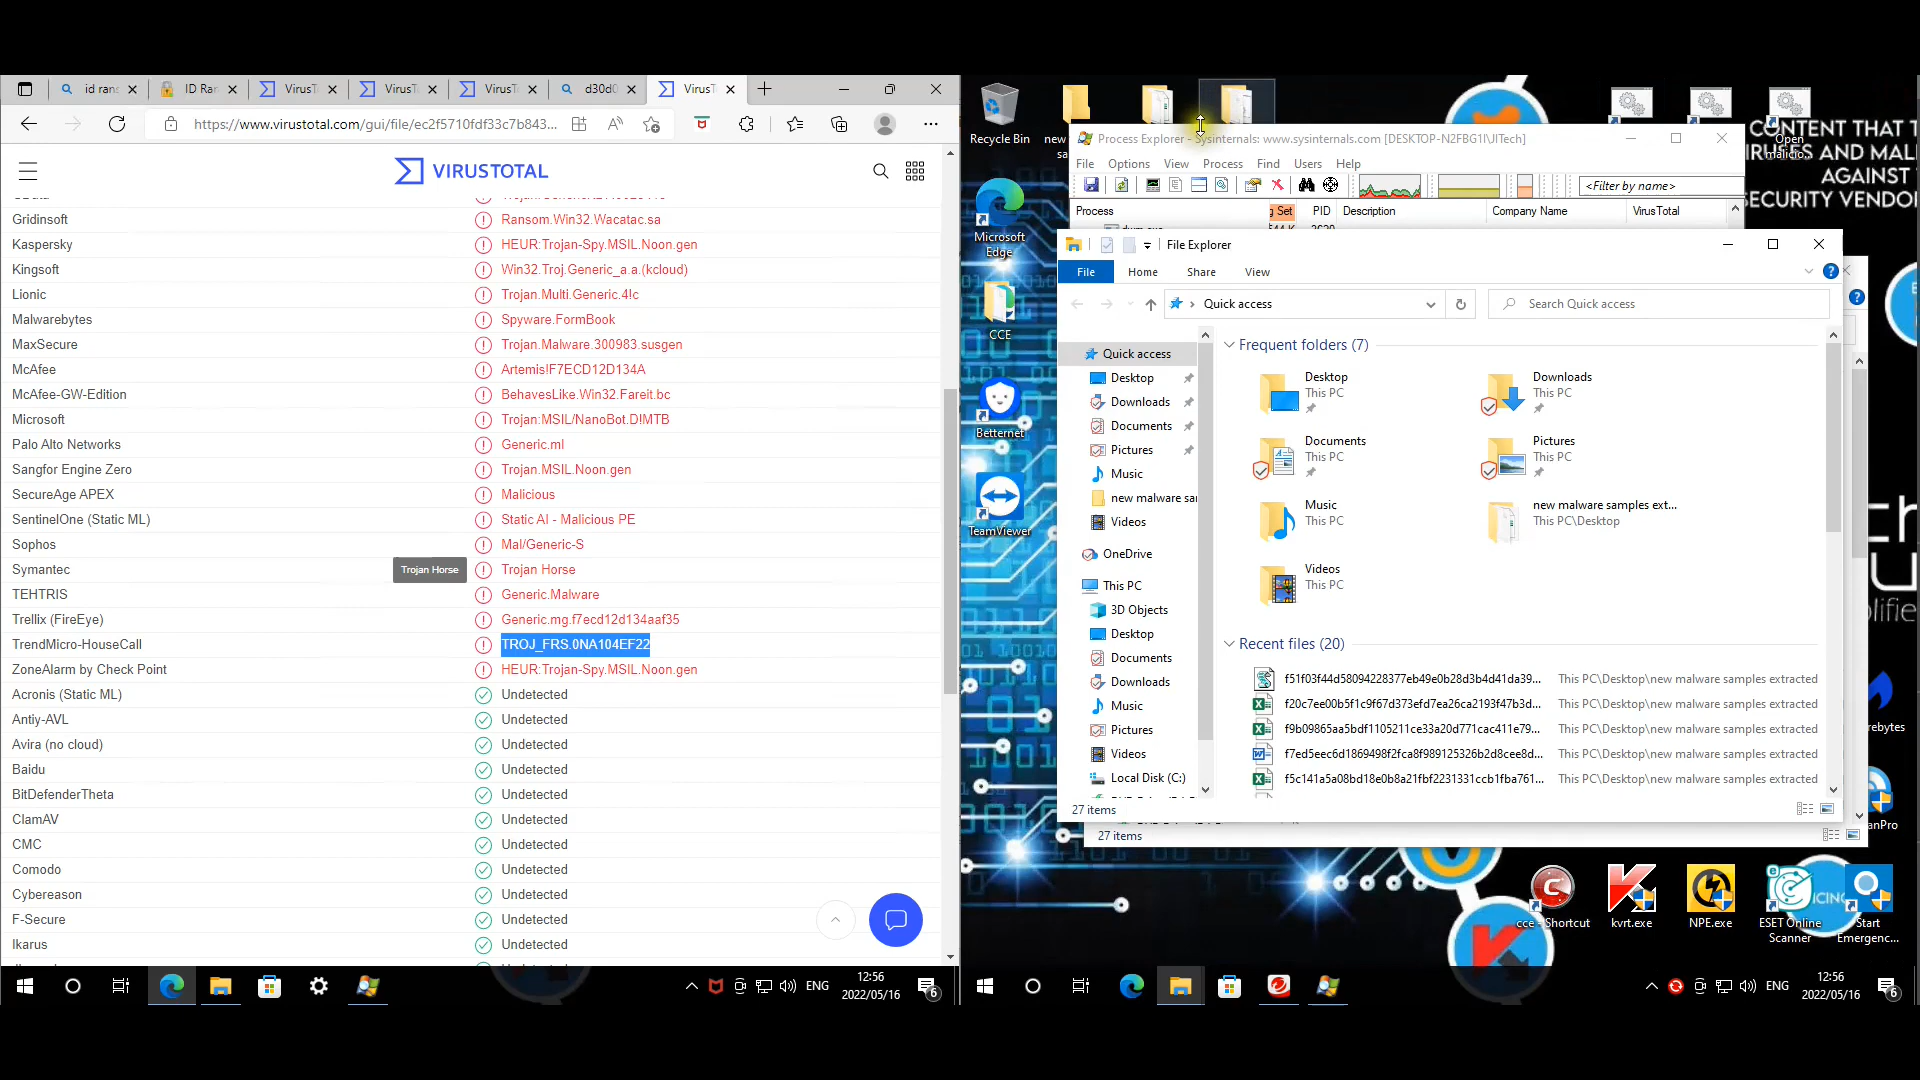 id rans
ID Ran
VirusT
VirusT
VirusT
d30d0
VirusT
https://www.virustotal.com/gui/file/ec2f5710fdf33c7b843...
VIRUSTOTAL
Gridinsoft
Ransom.Win32.Wacatac.sa
Kaspersky
HEUR:Trojan-Spy.MSIL.Noon.gen
Kingsoft
Win32.Troj.Generic_a.a.(kcloud)
Lionic
Trojan.Multi.Generic.4!c
Malwarebytes
Spyware.FormBook
MaxSecure
Trojan.Malware.300983.susgen
McAfee
Artemis!F7ECD12D134A
McAfee-GW-Edition
BehavesLike.Win32.Fareit.bc
Microsoft
Trojan:MSIL/NanoBot.D!MTB
Palo Alto Networks
Generic.ml
Sangfor Engine Zero
Trojan.MSIL.Noon.gen
SecureAge APEX
Malicious
SentinelOne (Static ML)
Static AI - Malicious PE
Sophos
Mal/Generic-S
Symantec
Trojan Horse
Trojan Horse
TEHTRIS
Generic.Malware
Trellix (FireEye)
Generic.mg.f7ecd12d134aaf35
TrendMicro-HouseCall
TROJ_FRS.0NA104EF22
ZoneAlarm by Check Point
HEUR:Trojan-Spy.MSIL.Noon.gen
Acronis (Static ML)
Undetected
Antiy-AVL
Undetected
Avira (no cloud)
Undetected
Baidu
Undetected
BitDefenderTheta
Undetected
ClamAV
Undetected
CMC
Undetected
Comodo
Undetected
Cybereason
Undetected
F-Secure
Undetected
Ikarus
Undetected
ENG
12:56
2022/05/16
6
Recycle Bin
new
sa
Microsoft
Edge
CCE
Betternet
TeamViewer
Open
malicio...
CONTENT THAT T
IRUSES AND MAL
AGAINST
SECURITY VENDO
Process Explorer - Sysinternals: www.sysinternals.com [DESKTOP-N2FBG1I\JITech]
File
Options
View
Process
Find
Users
Help
<Filter by name>
Process
g Set
PID
Description
Company Name
VirusTotal
File Explorer
File
Home
Share
View
Quick access
Search Quick access
Quick access
Desktop
Downloads
Documents
Pictures
Music
new malware sar
Videos
OneDrive
This PC
3D Objects
Desktop
Documents
Downloads
Music
Pictures
Videos
Local Disk (C:)
Frequent folders (7)
Desktop
This PC
Downloads
This PC
Documents
This PC
Pictures
This PC
Music
This PC
new malware samples ext...
This PC\Desktop
Videos
This PC
Recent files (20)
f51f03f44d58094228377eb49e0b28d3b4d41da39...
This PC\Desktop\new malware samples extracted
f20c7ee00b5f1c9f67d373efd7ea26ca2193f47b3d...
This PC\Desktop\new malware samples extracted
f9b09865aa5bdf1105211ce33a20d771cac411e79...
This PC\Desktop\new malware samples extracted
f7ed5eec6d1869498f2fca8f989125326b2d8cee8d...
This PC\Desktop\new malware samples extracted
f5c141a5a08bd18e0b8a21fbf2231331ccb1fba761...
This PC\Desktop\new malware samples extracted
27 items
27 items
rebytes
anPro
cce - Shortcut
kvrt.exe
NPE.exe
ESET Online
Scanner
Start
Emergenc...
ENG
12:56
2022/05/16
6